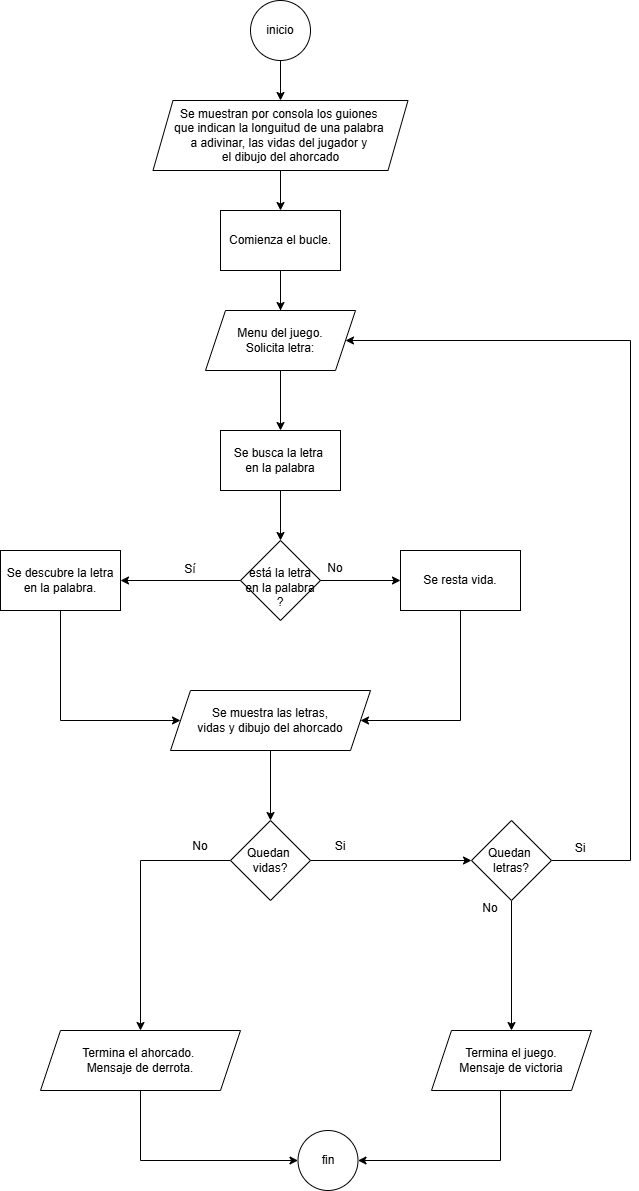 inicio
Se muestran por consola los guiones
que indican la longuitud de una palabra
a adivinar, las vidas del jugador y
el dibujo del ahorcado
Comienza el bucle.
Menu del juego.
Solicita letra:
Se busca la letra
en la palabra
está la letra
en la palabra
?
Sí
No
Se descubre la letra
en la palabra.
Se resta vida.
Se muestra las letras,
vidas y dibujo del ahorcado
Quedan
vidas?
No
Si
Quedan
letras?
Si
No
Termina el ahorcado.
Mensaje de derrota.
Termina el juego.
Mensaje de victoria
fin